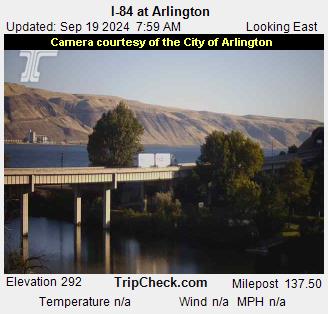 I-84 at Arlington
Updated: Sep 19 2024 7:59 AM Looking East
Camera courtesy of the City of Arlington
Elevation 292 TripCheck.com Milepost 137.50
Temperature n/a Wind n/a MPH n/a